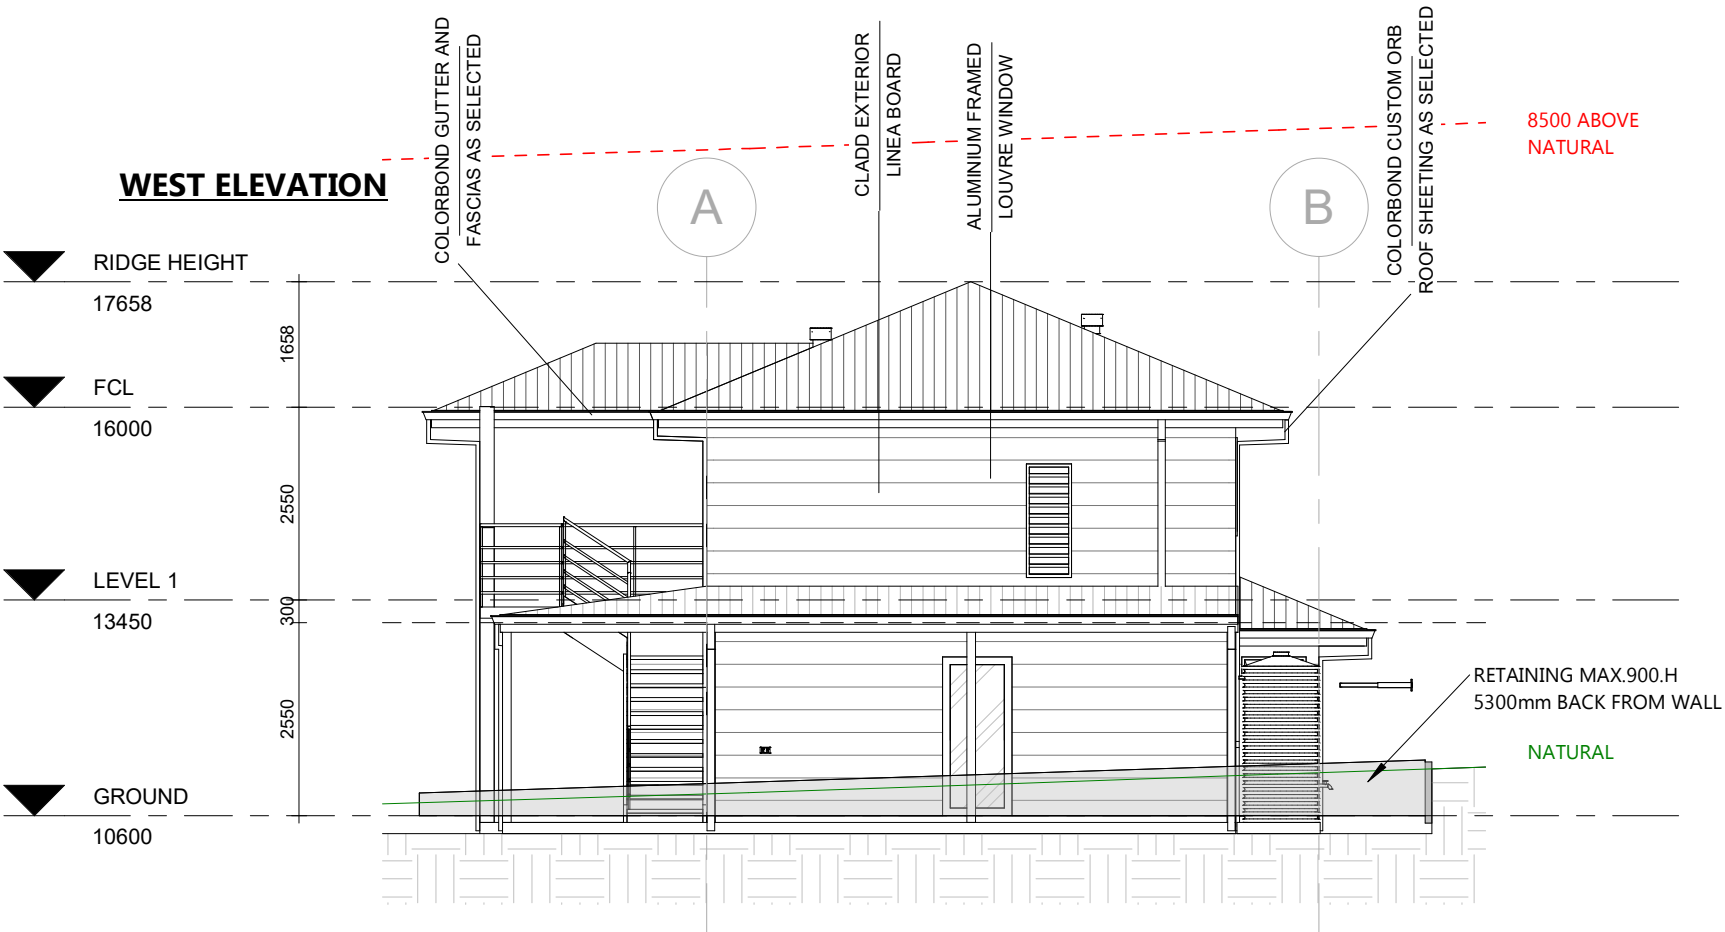 COLORBOND GUTTER AND
FASCIAS AS SELECTED
CLADD EXTERIOR
LINEA BOARD
ALUMINIUM FRAMED
LOUVRE WINDOW
COLORBOND CUSTOM ORB
ROOF SHEETING AS SELECTED
8500 ABOVE
NATURAL
WEST ELEVATION
A
B
RIDGE HEIGHT
17658
1658
FCL
16000
2550
LEVEL 1
13450
300
2550
RETAINING MAX.900.H
5300mm BACK FROM WALL
NATURAL
GROUND
10600